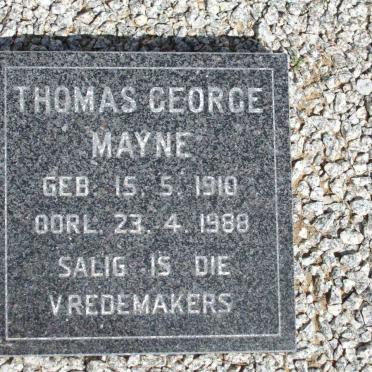 THOMAS GEORGE
MAYNE
GEB. 15. 5. 1910
OORL. 23. 4. 1988
SALIG IS DIE
VREDEMAKERS